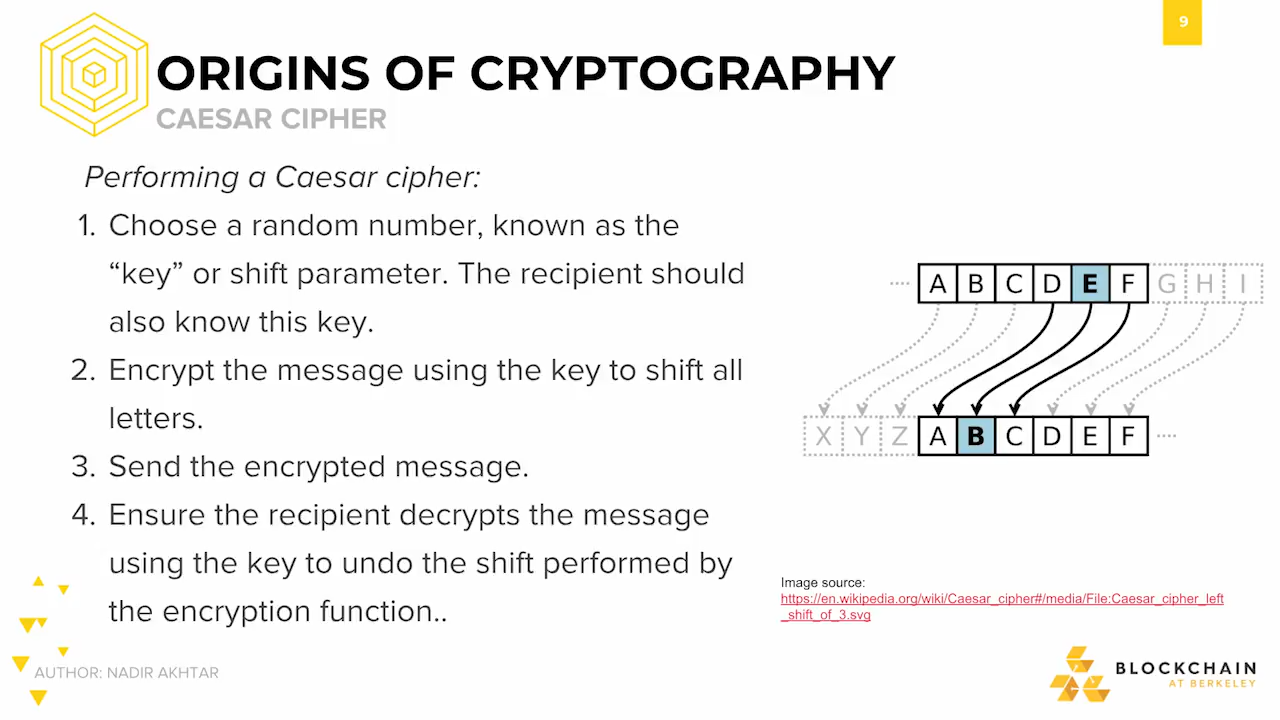 9
ORIGINS OF CRYPTOGRAPHY
CAESAR CIPHER
Performing a Caesar cipher:
1. Choose a random number, known as the
“key” or shift parameter. The recipient should
also know this key.
2. Encrypt the message using the key to shift all
letters.
3. Send the encrypted message.
4. Ensure the recipient decrypts the message
using the key to undo the shift performed by
the encryption function..
A B C D E F G H I
X Y Z A B C D E F
Image source:
https://en.wikipedia.org/wiki/Caesar_cipher#/media/File:Caesar_cipher_left
_shift_of_3.svg
AUTHOR: NADIR AKHTAR
BLOCKCHAIN
AT BERKELEY